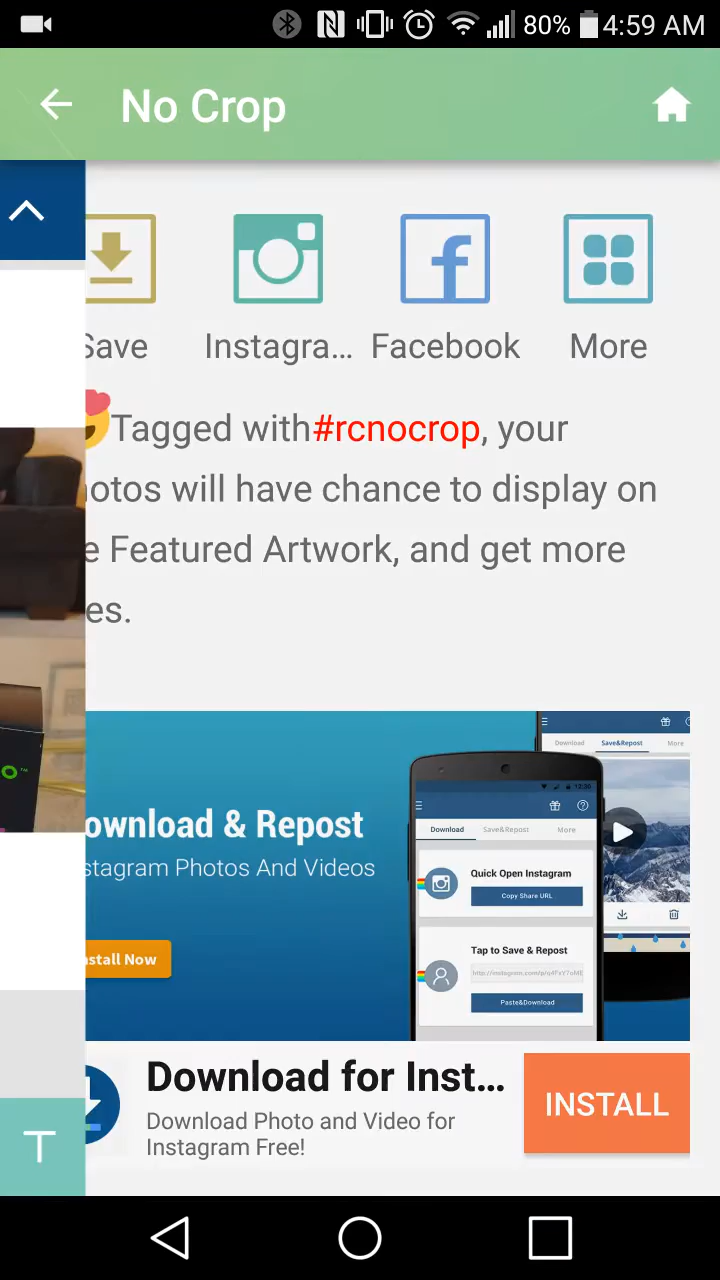 80% 4:59 AM
No Crop
Save Instagra... Facebook More
Tagged with #rcnocrop, your
otos will have chance to display on
e Featured Artwork, and get more
es.
ownload & Repost
stagram Photos And Videos
stall Now
Download Save&Repost More
12:30
Download Save&Repost More
Quick Open Instagram
Copy Share URL
Tap to Save & Repost
Paste&Download
Download for Inst...
Download Photo and Video for
Instagram Free!
INSTALL
T